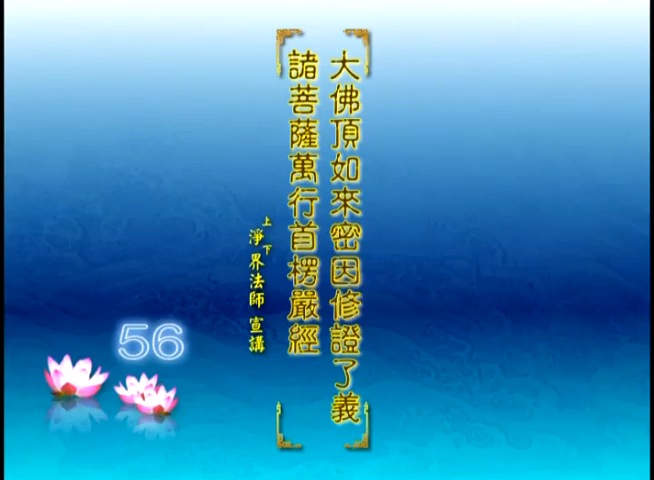 大佛頂如來密因修證了義
諸菩薩萬行首楞嚴經
上淨下界法師 宣講
56